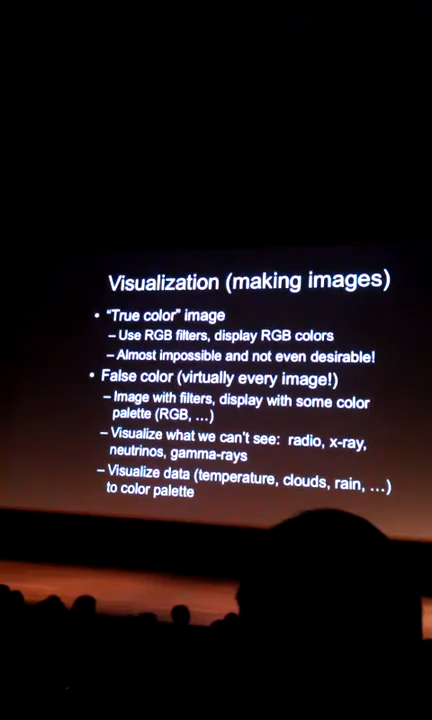 Visualization (making images)
• “True color” image
– Use RGB filters, display RGB colors
– Almost impossible and not even desirable!
• False color (virtually every image!)
– Image with filters, display with some color
palette (RGB, …)
– Visualize what we can’t see:  radio, x-ray,
neutrinos, gamma-rays
– Visualize data (temperature, clouds, rain, …)
to color palette